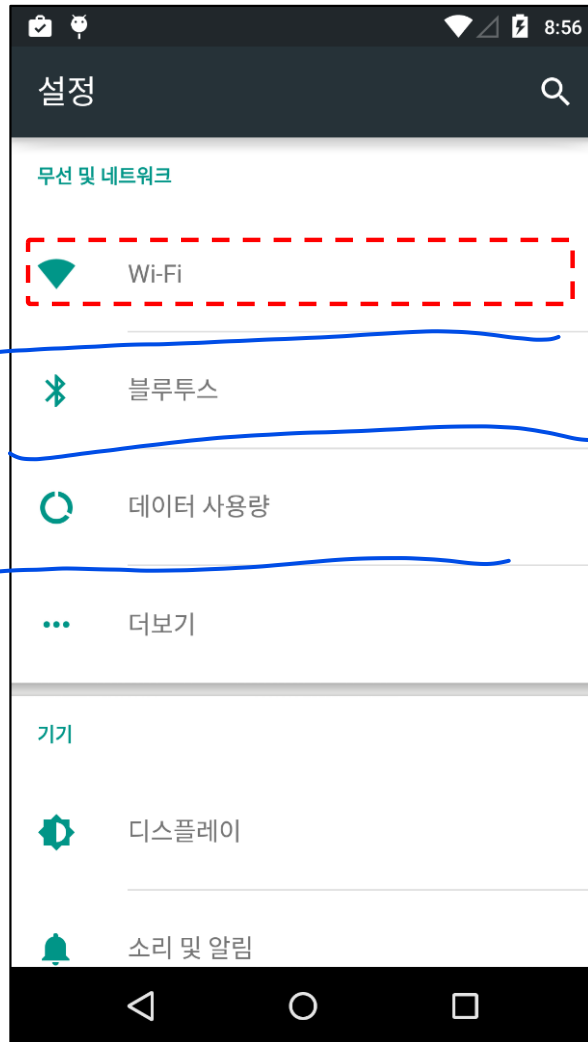 8:56
설정
무선 및 네트워크
Wi-Fi
블루투스
데이터 사용량
더보기
기기
디스플레이
소리 및 알림